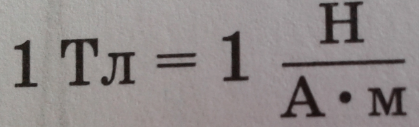 1 Тл = 1 Н / А · м